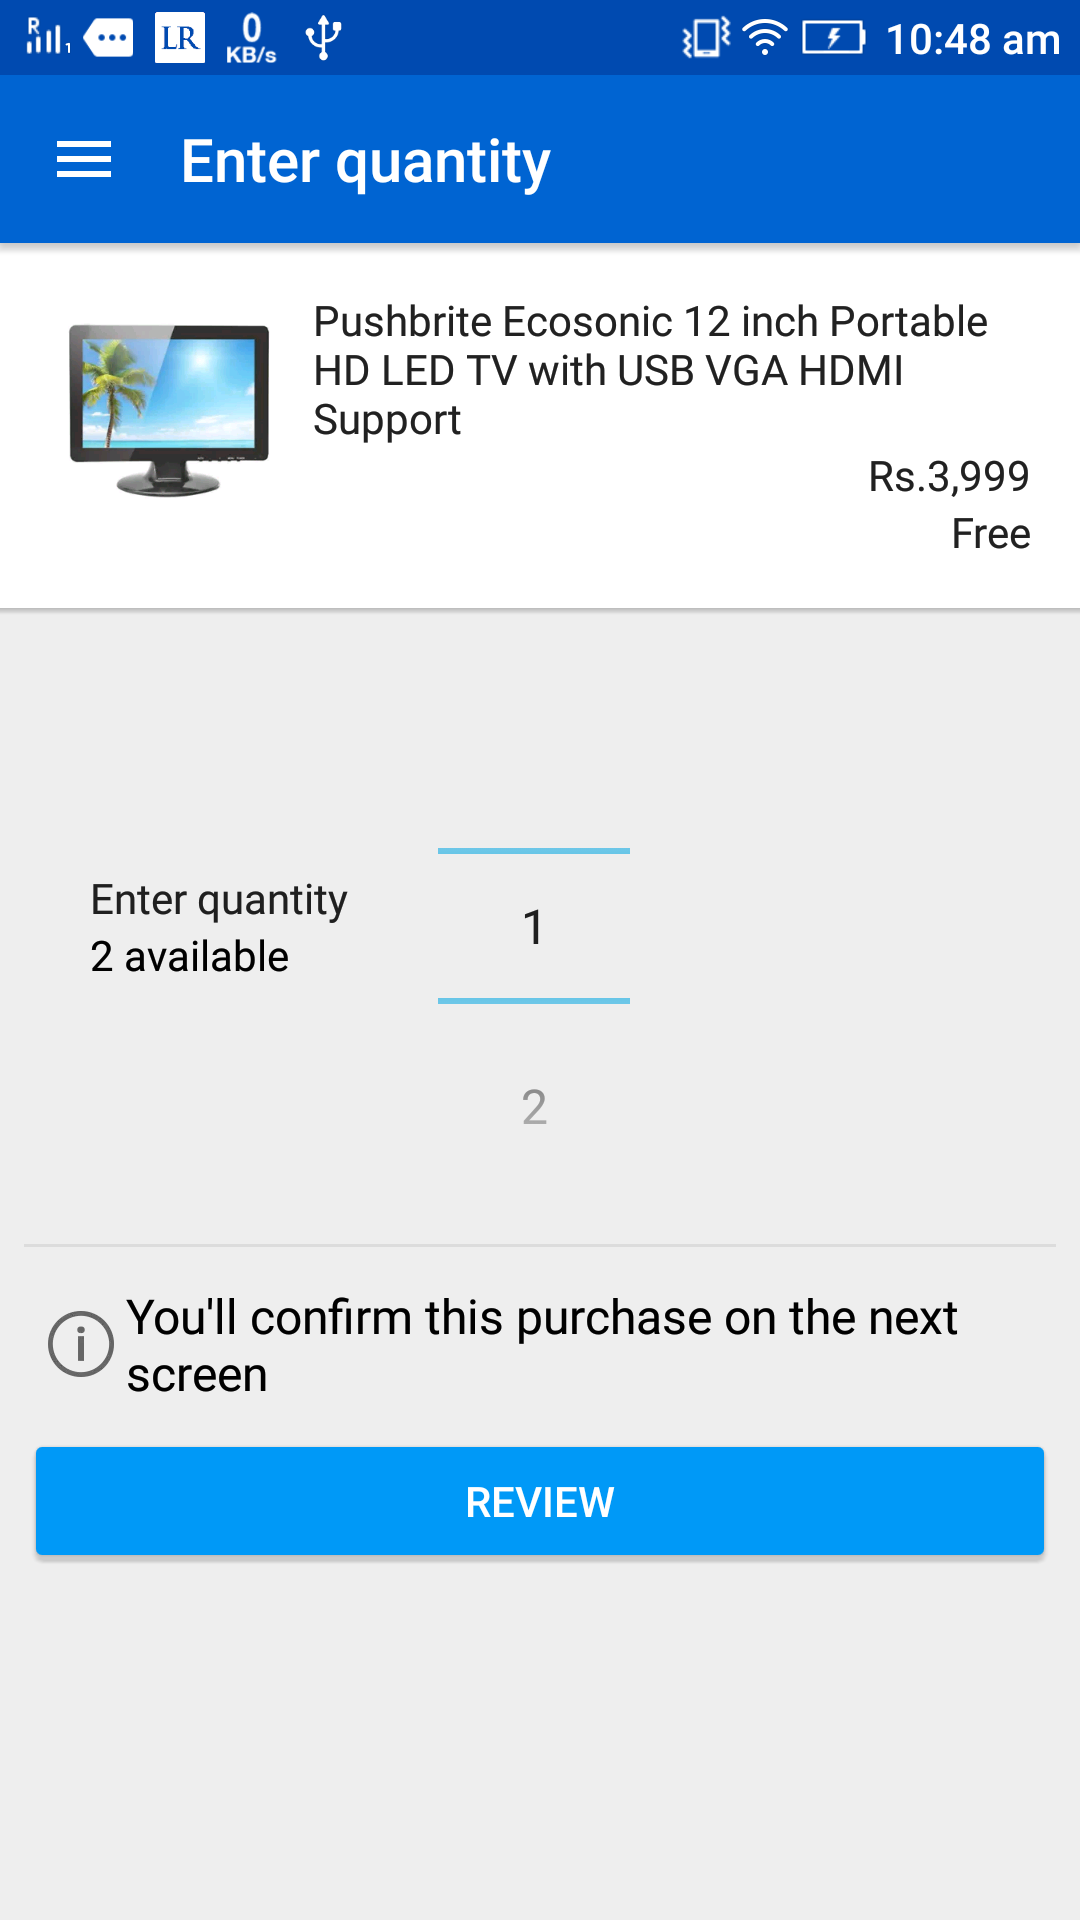 R 1 LR 0 KB/s 10:48 am
Enter quantity
Pushbrite Ecosonic 12 inch Portable
HD LED TV with USB VGA HDMI
Support
Rs.3,999
Free
Enter quantity
2 available
1
2
You'll confirm this purchase on the next
screen
REVIEW